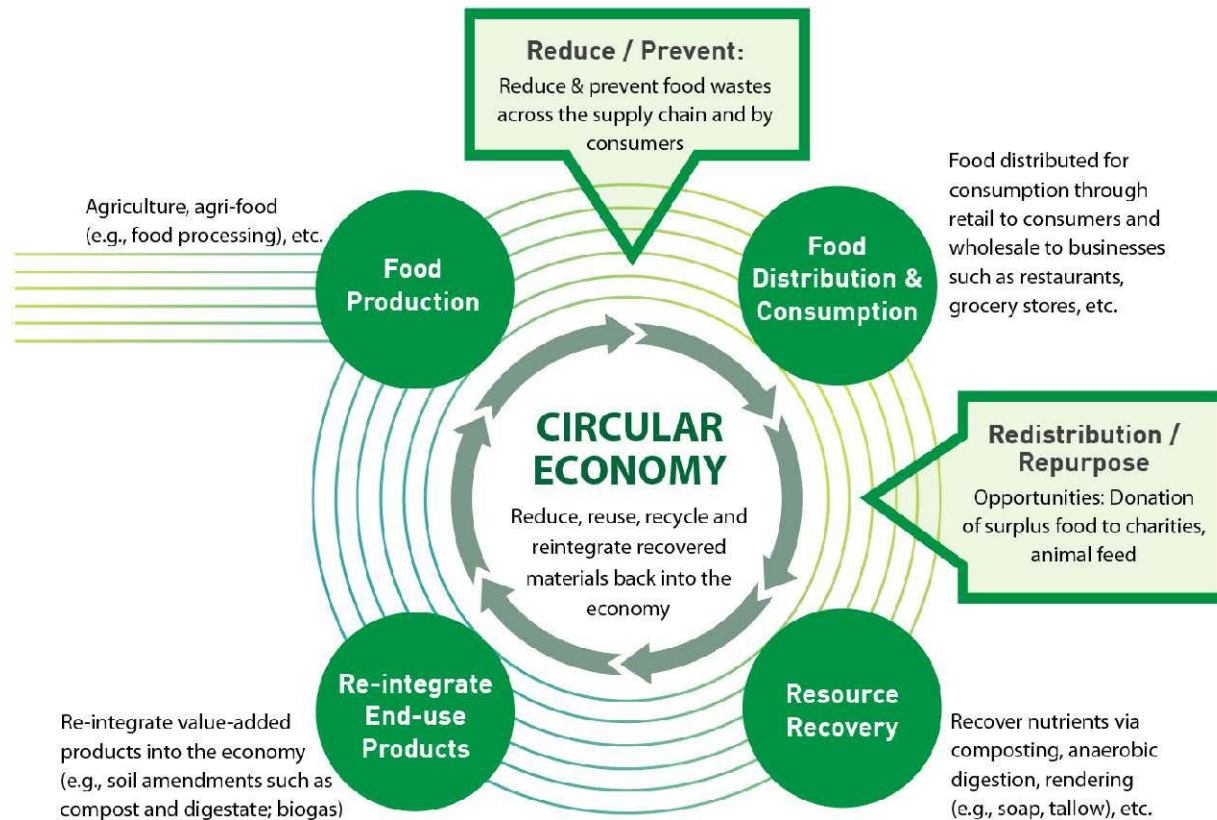 Reduce / Prevent:
Reduce & prevent food wastes
across the supply chain and by
consumers
Agriculture, agri-food
(e.g., food processing), etc.
Food
Production
Food
Distribution &
Consumption
Food distributed for
consumption through
retail to consumers and
wholesale to businesses
such as restaurants,
grocery stores, etc.
CIRCULAR
ECONOMY
Reduce, reuse, recycle and
reintegrate recovered
materials back into the
economy
Redistribution /
Repurpose
Opportunities: Donation
of surplus food to charities,
animal feed
Re-integrate
End-use
Products
Re-integrate value-added
products into the economy
(e.g., soil amendments such as
compost and digestate; biogas)
Resource
Recovery
Recover nutrients via
composting, anaerobic
digestion, rendering
(e.g., soap, tallow), etc.